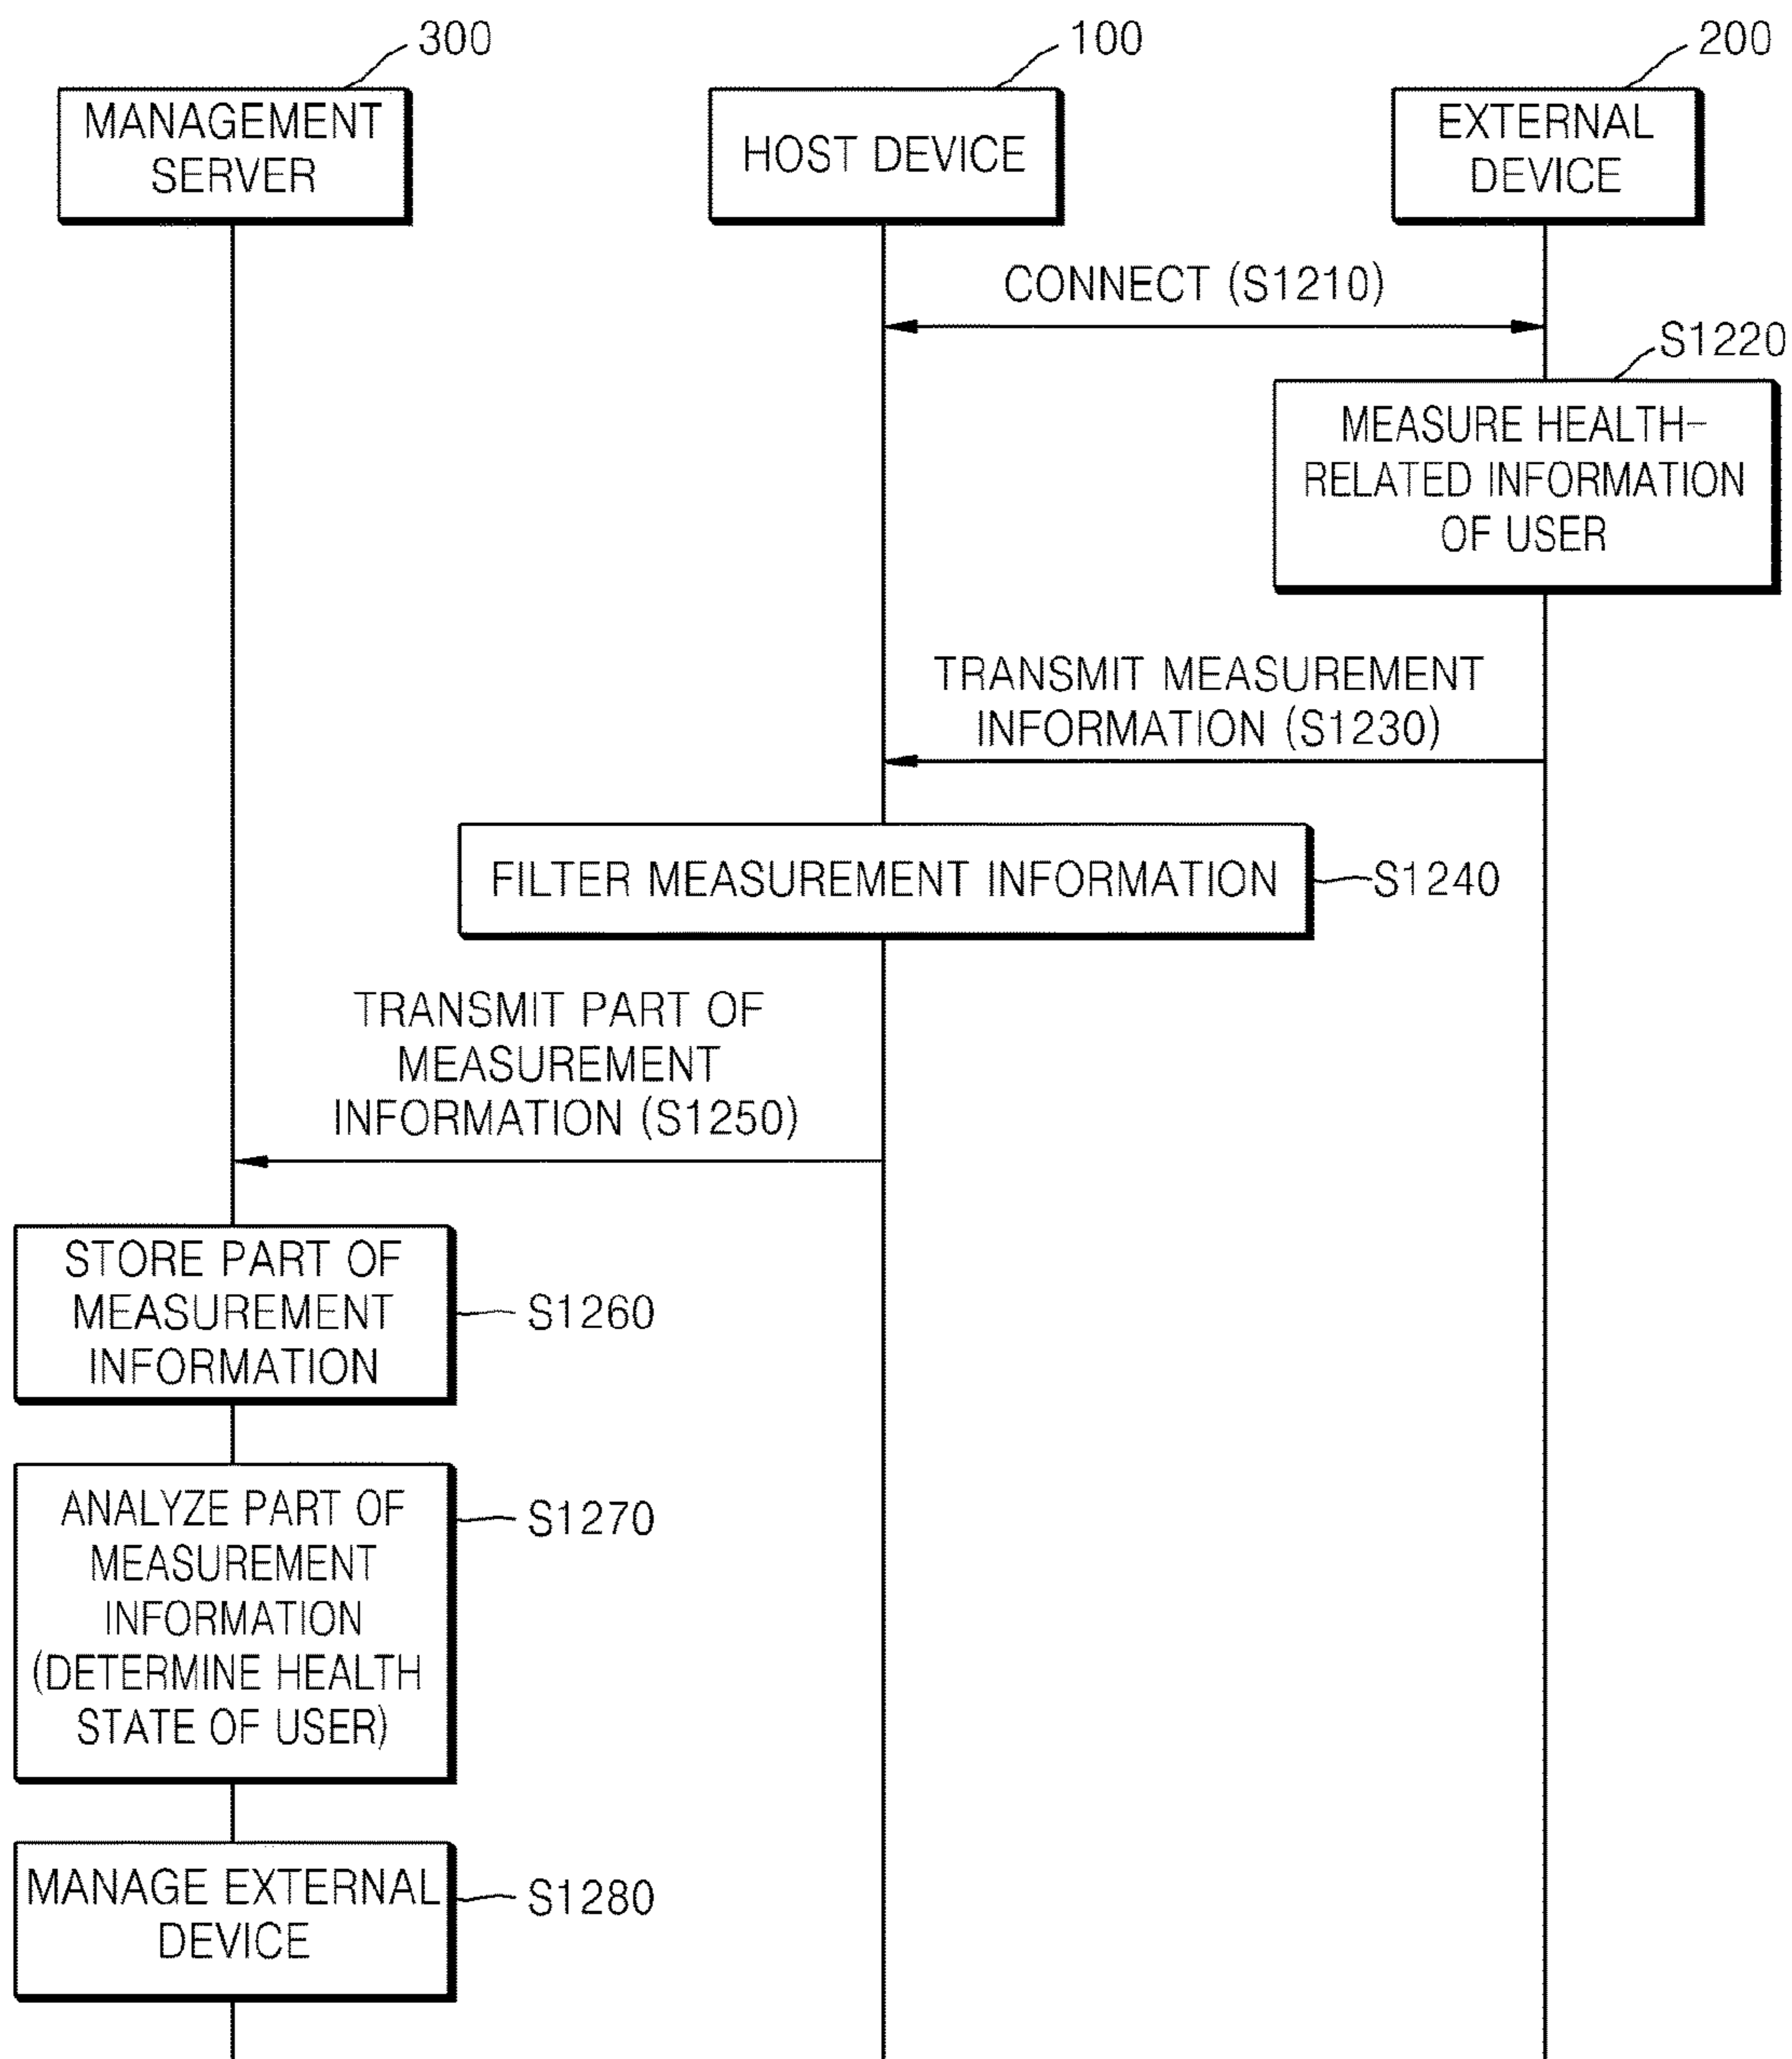 300
100
200
MANAGEMENT
SERVER
HOST DEVICE
EXTERNAL
DEVICE
CONNECT (S1210)
S1220
MEASURE HEALTH-
RELATED INFORMATION
OF USER
TRANSMIT MEASUREMENT
INFORMATION (S1230)
FILTER MEASUREMENT INFORMATION
S1240
TRANSMIT PART OF
MEASUREMENT
INFORMATION (S1250)
STORE PART OF
MEASUREMENT
INFORMATION
S1260
ANALYZE PART OF
MEASUREMENT
INFORMATION
(DETERMINE HEALTH
STATE OF USER)
S1270
MANAGE EXTERNAL
DEVICE
S1280